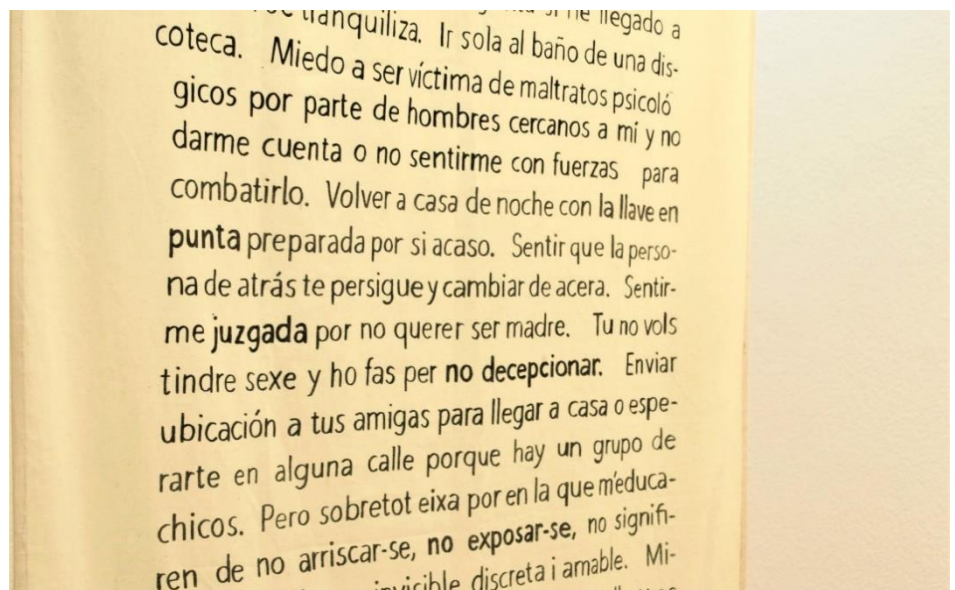 tranquiliza. Ir sola al baño de una dis-
coteca. Miedo a ser víctima de maltratos psicoló
gicos por parte de hombres cercanos a mí y no
darme cuenta o no sentirme con fuerzas para
combatirlo. Volver a casa de noche con la llave en
punta preparada por si acaso. Sentir que la perso-
na de atrás te persigue y cambiar de acera. Sentir-
me juzgada por no querer ser madre. Tu no vols
tindre sexe y ho fas per no decepcionar. Enviar
ubicación a tus amigas para llegar a casa o espe-
rarte en alguna calle porque hay un grupo de
chicos. Pero sobretot eixa por en la que m'educa-
ren de no arriscar-se, no exposar-se, no signifi-
invicible discreta i amable. Mi-